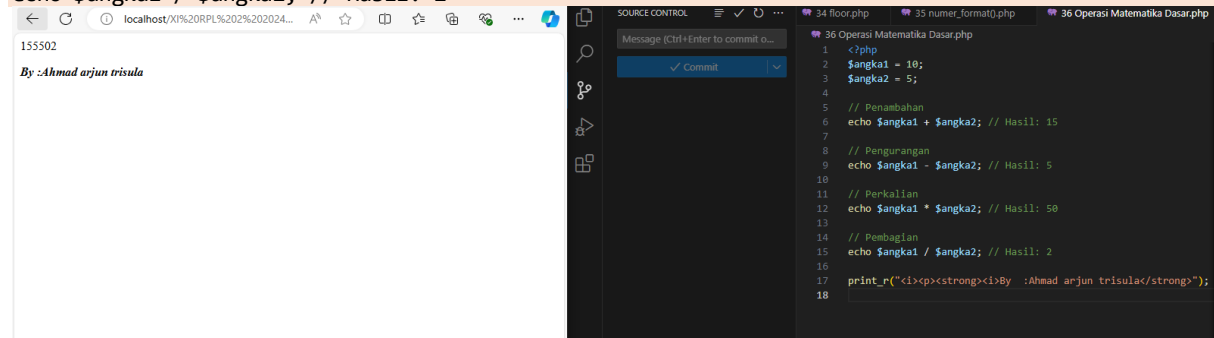 localhost/XI%20RPL%202%202024...
155502
By :Ahmad arjun trisula
SOURCE CONTROL
Message (Ctrl+Enter to commit o...
Commit
34 floor.php
35 numer_format().php
36 Operasi Matematika Dasar.php
36 Operasi Matematika Dasar.php
1 <?php
2 $angka1 = 10;
3 $angka2 = 5;
4
5 // Penambahan
6 echo $angka1 + $angka2; // Hasil: 15
7
8 // Pengurangan
9 echo $angka1 - $angka2; // Hasil: 5
10
11 // Perkalian
12 echo $angka1 * $angka2; // Hasil: 50
13
14 // Pembagian
15 echo $angka1 / $angka2; // Hasil: 2
16
17 print_r("<i><p><strong><i>By  :Ahmad arjun trisula</strong>");
18